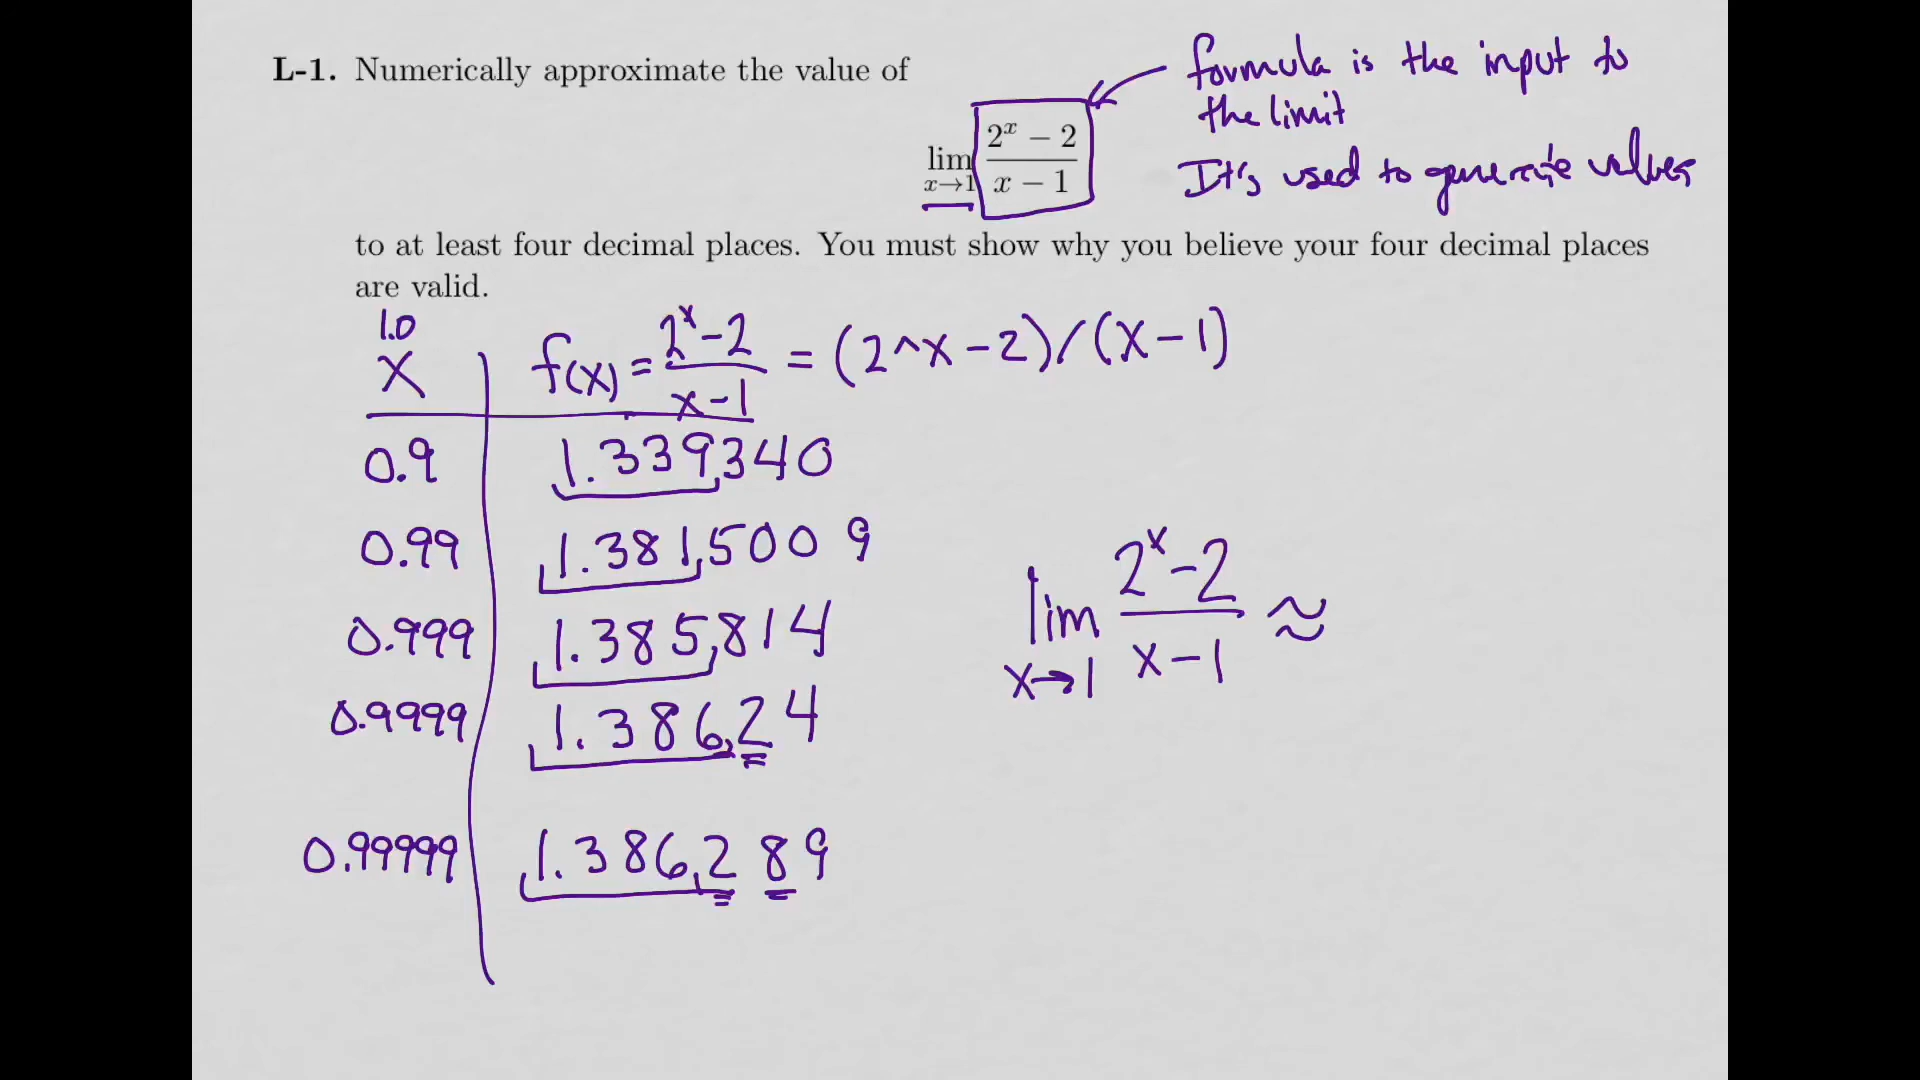 L-1. Numerically approximate the value of
lim x→1 (2^x − 2)/(x − 1)
formula is the input to
the limit
It's used to generate values
to at least four decimal places. You must show why you believe your four decimal places
are valid.
1.0
x f(x) = (2^x − 2)/(x − 1) = (2^x − 2)/(x − 1)
0.9 1.339340
0.99 1.3815009
0.999 1.385814
0.9999 1.38624
0.99999 1.386289
lim x→1 (2^x − 2)/(x − 1) ≈